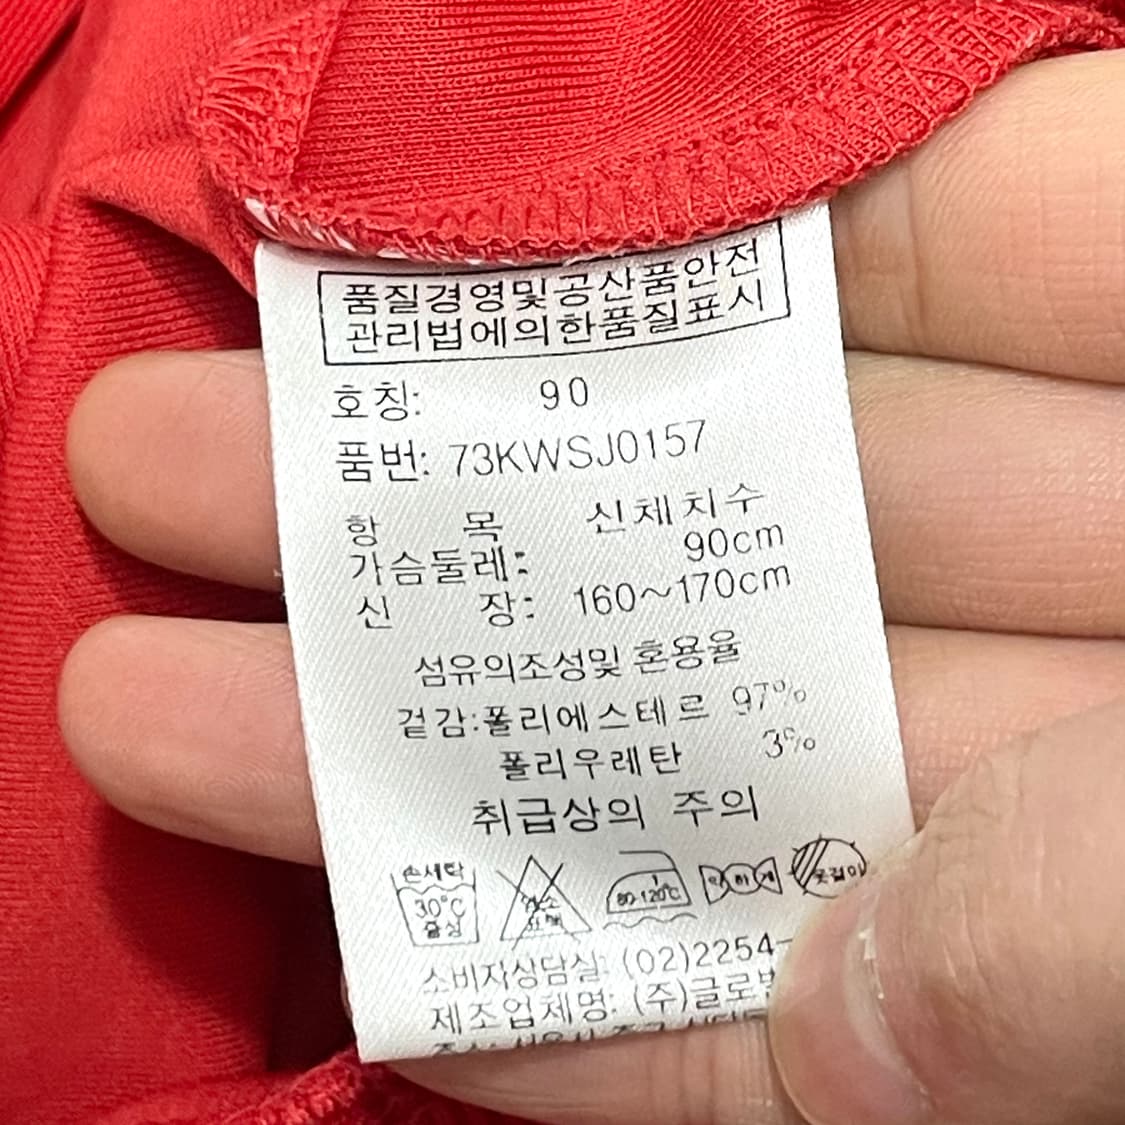 품질경영및공산품안전
관리법에의한품질표시
호칭: 90
품번: 73KWSJ0157
항 목 신체치수
가슴둘레: 90cm
신 장: 160~170cm
섬유의조성및 혼용율
겉감:폴리에스테르 97%
폴리우레탄 3%
취급상의 주의
손세탁
30°C
중성
염소
표백
80-120°C
약하게
옷걸이
소비자상담실: (02)2254-
제조업체명: (주)글로벌